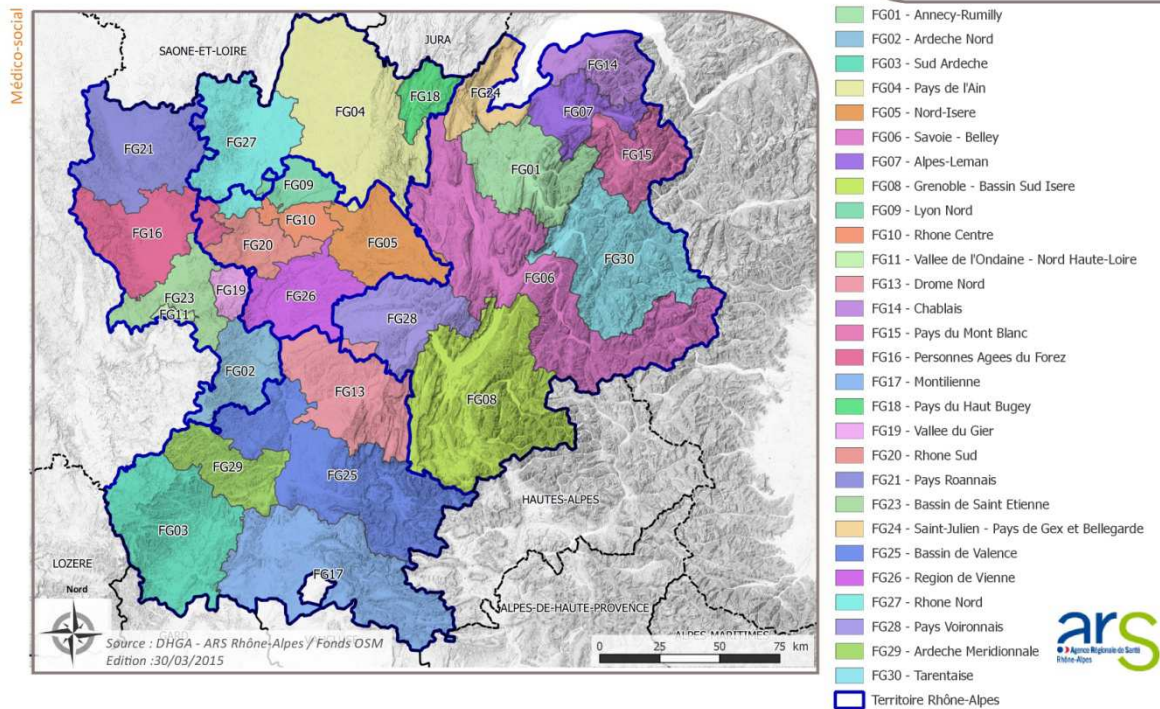 Médico-social
SAONE-ET-LOIRE
JURA
FG14
FG24
FG18
FG04
FG07
FG27
FG21
FG15
FG01
FG09
FG10
FG16
FG20
FG05
FG30
FG06
FG23
FG19
FG26
FG11
FG28
FG02
FG13
FG08
FG29
FG25
HAUTES-ALPES
FG03
LOZERE
FG17
Nord
ALPES-DE-HAUTE-PROVENCE
ALPES-MARITIMES
Source : DHGA - ARS Rhône-Alpes / Fonds OSM
Edition :30/03/2015
0 25 50 75 km
FG01 - Annecy-Rumilly
FG02 - Ardeche Nord
FG03 - Sud Ardeche
FG04 - Pays de l'Ain
FG05 - Nord-Isere
FG06 - Savoie - Belley
FG07 - Alpes-Leman
FG08 - Grenoble - Bassin Sud Isere
FG09 - Lyon Nord
FG10 - Rhone Centre
FG11 - Vallee de l'Ondaine - Nord Haute-Loire
FG13 - Drome Nord
FG14 - Chablais
FG15 - Pays du Mont Blanc
FG16 - Personnes Agees du Forez
FG17 - Montilienne
FG18 - Pays du Haut Bugey
FG19 - Vallee du Gier
FG20 - Rhone Sud
FG21 - Pays Roannais
FG23 - Bassin de Saint Etienne
FG24 - Saint-Julien - Pays de Gex et Bellegarde
FG25 - Bassin de Valence
FG26 - Region de Vienne
FG27 - Rhone Nord
FG28 - Pays Voironnais
FG29 - Ardeche Meridionnale
FG30 - Tarentaise
Territoire Rhône-Alpes
ars
Agence Régionale de Santé
Rhône-Alpes